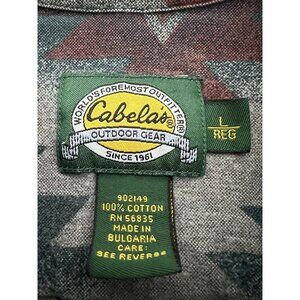 WORLD'S FOREMOST OUTFITTER®
Cabela's®
OUTDOOR GEAR
SINCE 1961
L
REG
902149
100% COTTON
RN 56835
MADE IN
BULGARIA
CARE:
SEE REVERSE